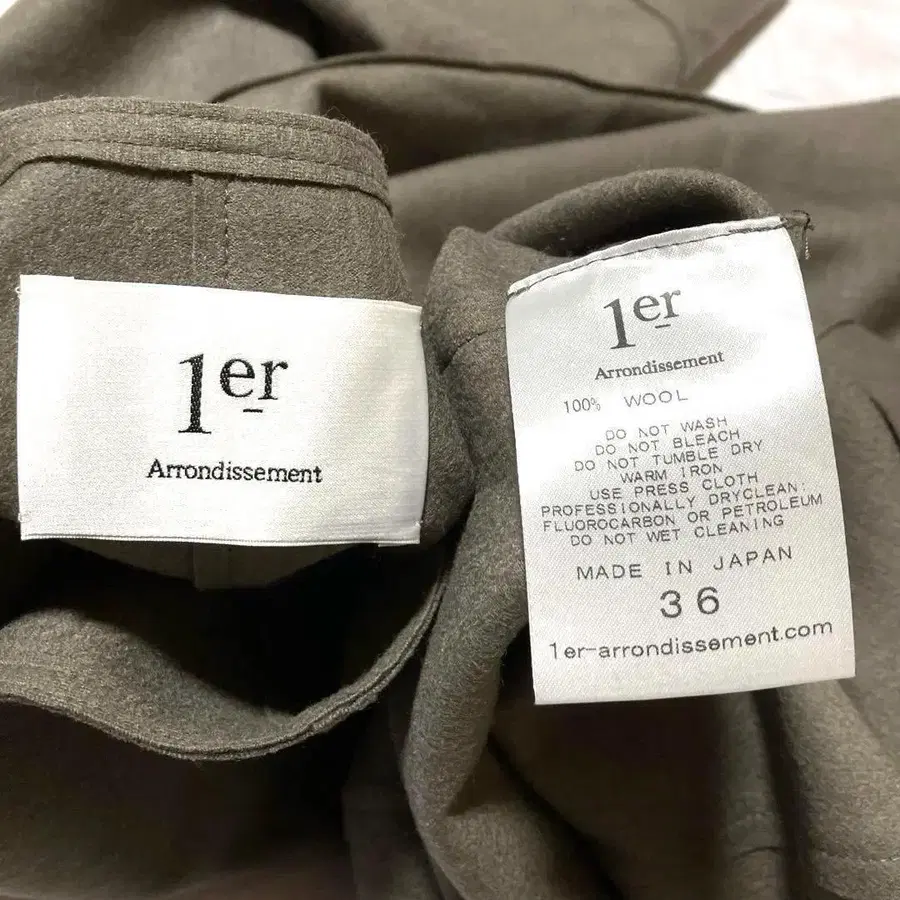 1er
Arrondissement
1er
Arrondissement
100% WOOL
DO NOT WASH
DO NOT BLEACH
DO NOT TUMBLE DRY
WARM IRON
USE PRESS CLOTH
PROFESSIONALLY DRYCLEAN:
FLUOROCARBON OR PETROLEUM
DO NOT WET CLEANING
MADE IN JAPAN
36
1er-arrondissement.com